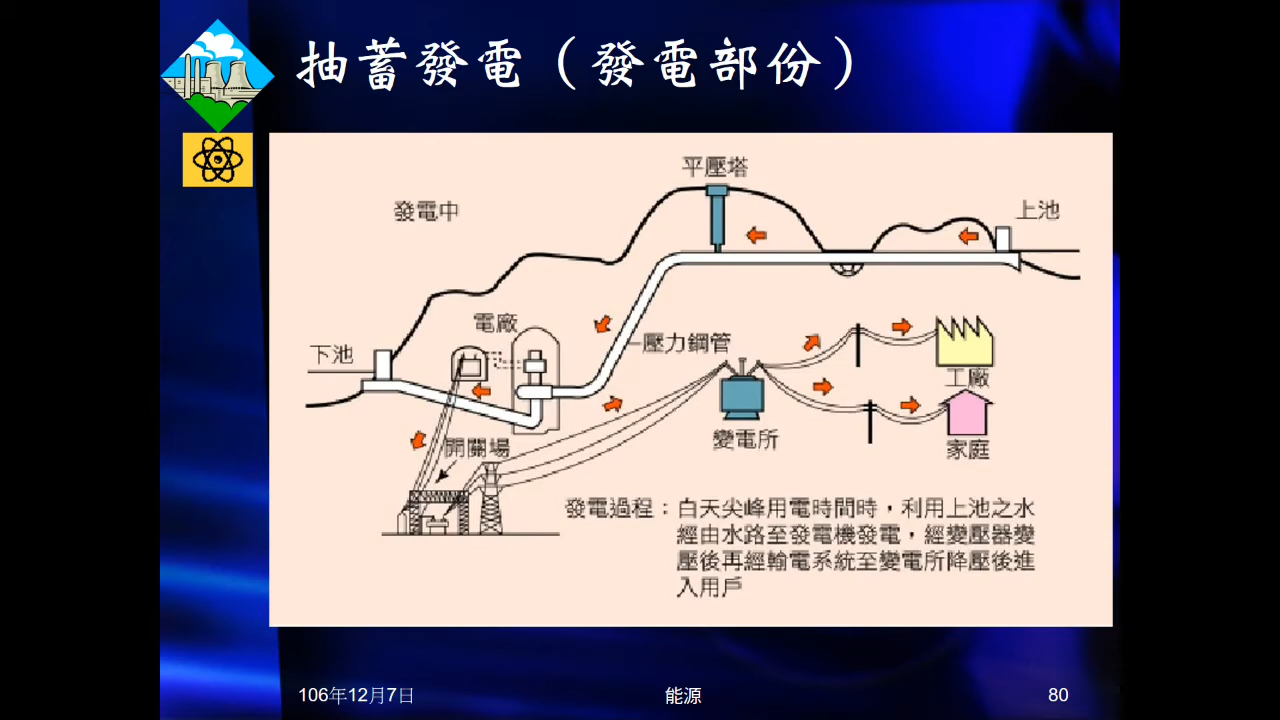 抽蓄發電（發電部份）
平壓塔
發電中
上池
電廠
下池
壓力鋼管
工廠
變電所
家庭
開關場
發電過程：白天尖峰用電時間時，利用上池之水
經由水路至發電機發電，經變壓器變
壓後再經輸電系統至變電所降壓後進
入用戶
106年12月7日
能源
80